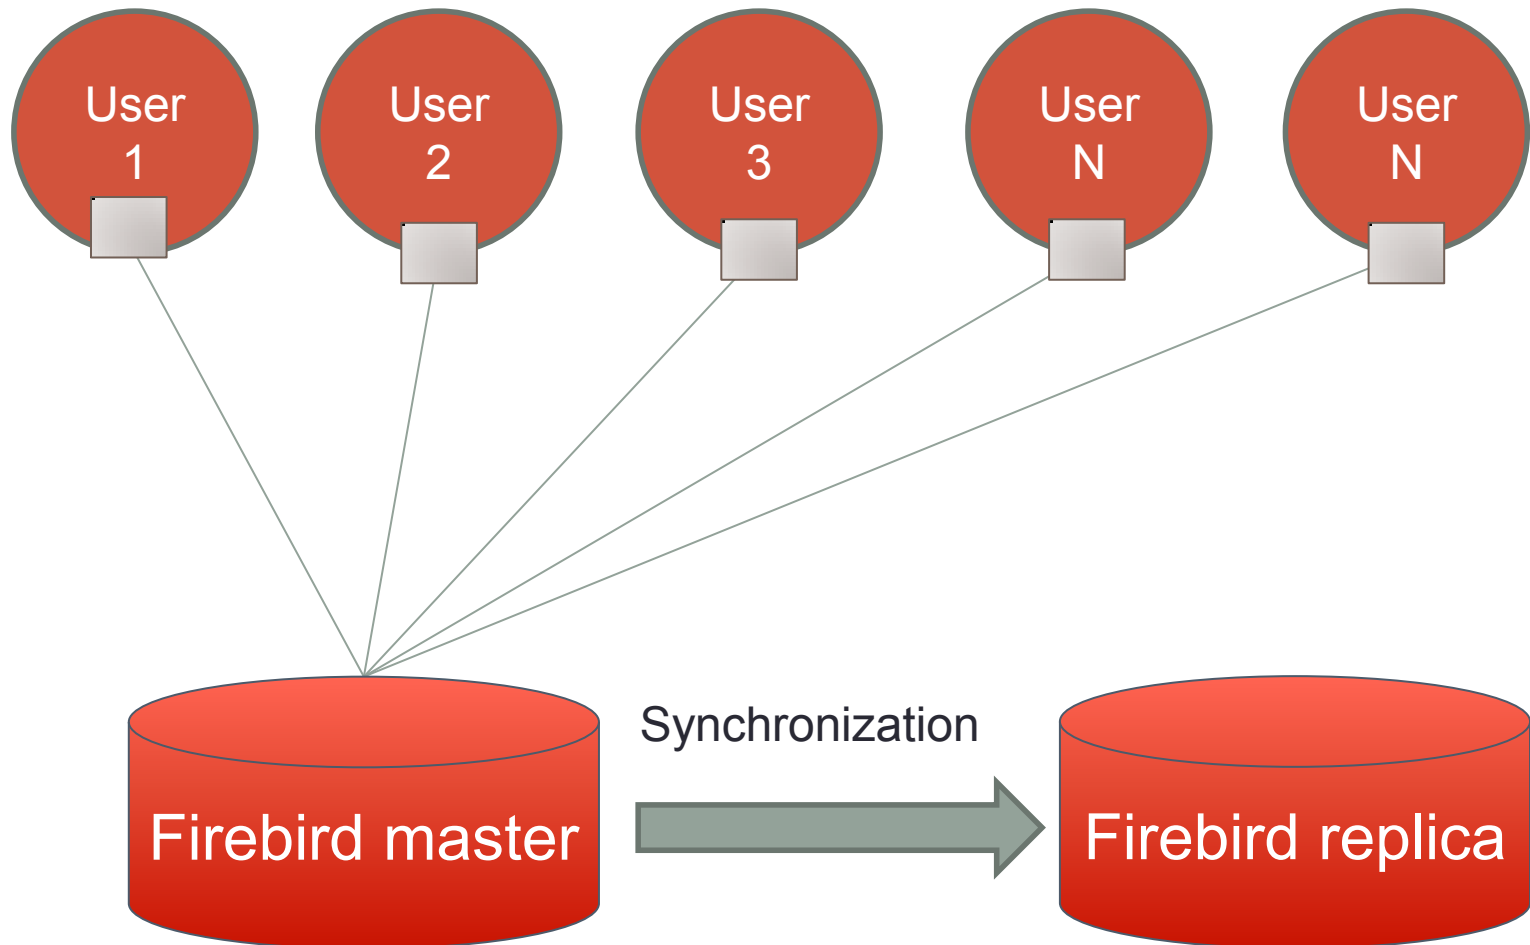 User
1
User
2
User
3
User
N
User
N
Synchronization
Firebird master
Firebird replica